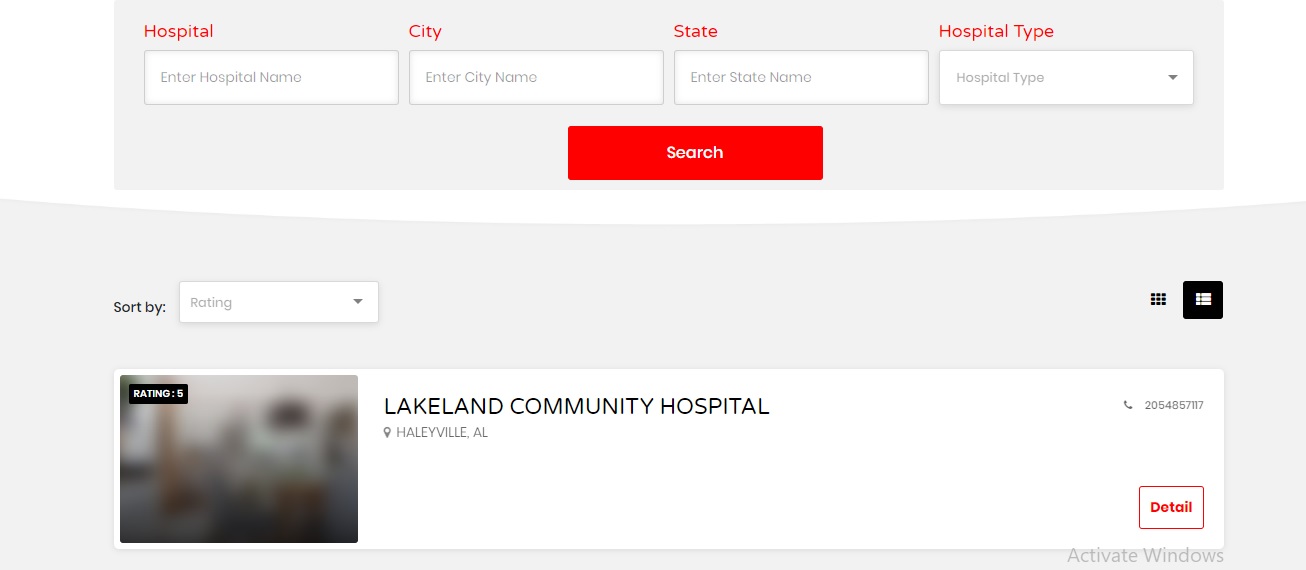 Hospital
City
State
Hospital Type
Enter Hospital Name
Enter City Name
Enter State Name
Hospital Type
Search
Sort by:
Rating
RATING : 5
LAKELAND COMMUNITY HOSPITAL
2054857117
HALEYVILLE, AL
Detail
Activate Windows